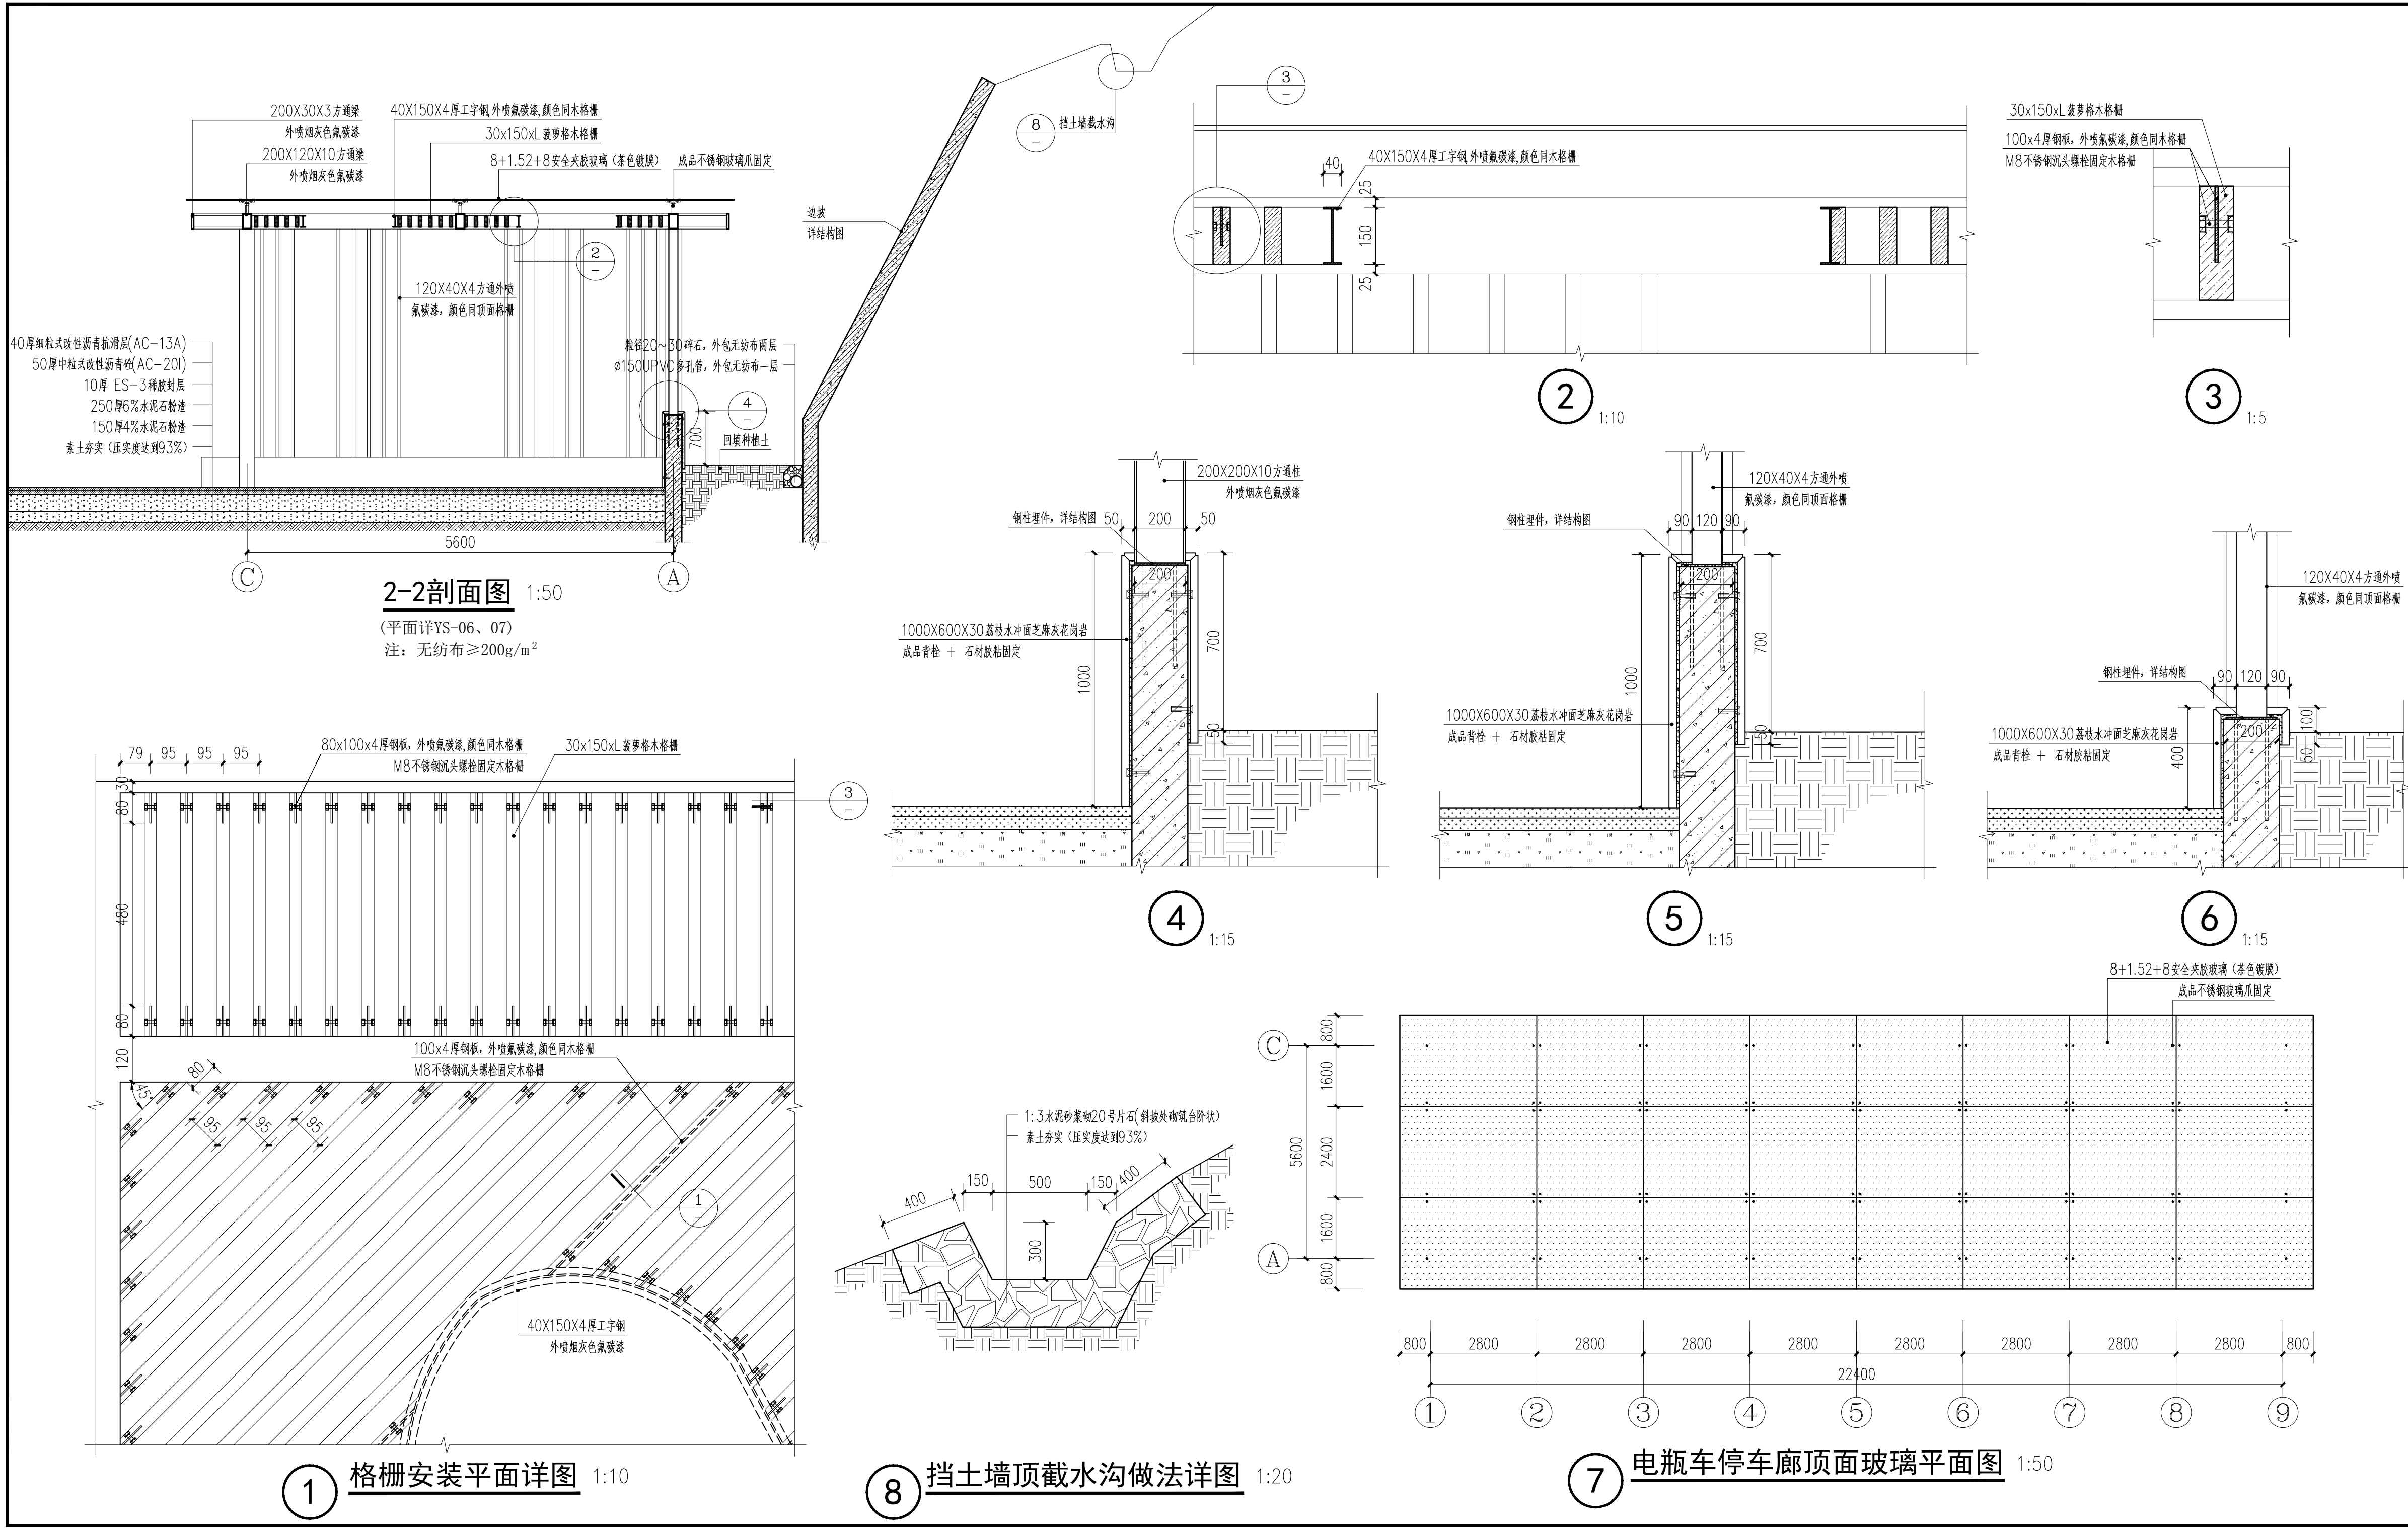 200X30X3方通梁
外喷烟灰色氟碳漆
200X120X10方通梁
外喷烟灰色氟碳漆
40X150X4厚工字钢,外喷氟碳漆,颜色同木格栅
30x150xL菠萝格木格栅
8+1.52+8安全夹胶玻璃（茶色镀膜）
成品不锈钢玻璃爪固定
2
–
120X40X4方通外喷
氟碳漆，颜色同顶面格栅
40厚细粒式改性沥青抗滑层(AC-13A)
50厚中粒式改性沥青砼(AC-20I)
10厚 ES-3稀胶封层
250厚6%水泥石粉渣
150厚4%水泥石粉渣
素土夯实（压实度达到93%）
粒径20~30碎石，外包无纺布两层
Ø150UPVC多孔管，外包无纺布一层
4
–
700
回填种植土
边坡
详结构图
8
–
挡土墙截水沟
5600
C
A
2-2剖面图 1:50
(平面详YS-06、07)
注：无纺布≥200g/m²
3
–
40
40X150X4厚工字钢,外喷氟碳漆,颜色同木格栅
25
150
25
2
1:10
30x150xL菠萝格木格栅
100x4厚钢板，外喷氟碳漆,颜色同木格栅
M8不锈钢沉头螺栓固定木格栅
3
1:5
200X200X10方通柱
外喷烟灰色氟碳漆
钢柱埋件，详结构图
50 200 50
200
1000X600X30荔枝水冲面芝麻灰花岗岩
成品背栓 + 石材胶粘固定
1000
700
50
4
1:15
120X40X4方通外喷
氟碳漆，颜色同顶面格栅
钢柱埋件，详结构图
90 120 90
200
1000X600X30荔枝水冲面芝麻灰花岗岩
成品背栓 + 石材胶粘固定
1000
700
50
5
1:15
120X40X4方通外喷
氟碳漆，颜色同顶面格栅
钢柱埋件，详结构图
90 120 90
200
1000X600X30荔枝水冲面芝麻灰花岗岩
成品背栓 + 石材胶粘固定
400
100
50
6
1:15
79 95 95 95
80x100x4厚钢板，外喷氟碳漆,颜色同木格栅
M8不锈钢沉头螺栓固定木格栅
30x150xL菠萝格木格栅
3
–
30
80
480
80
120
100x4厚钢板，外喷氟碳漆,颜色同木格栅
M8不锈钢沉头螺栓固定木格栅
45°
80
95 95 95
1
–
40X150X4厚工字钢
外喷烟灰色氟碳漆
1 格栅安装平面详图 1:10
1:3水泥砂浆砌20号片石(斜坡处砌筑台阶状)
素土夯实（压实度达到93%）
400
150 500 150
400
300
8 挡土墙顶截水沟做法详图 1:20
8+1.52+8安全夹胶玻璃（茶色镀膜）
成品不锈钢玻璃爪固定
C
A
800
1600
2400
1600
800
5600
800 2800 2800 2800 2800 2800 2800 2800 2800 800
22400
1 2 3 4 5 6 7 8 9
7 电瓶车停车廊顶面玻璃平面图 1:50